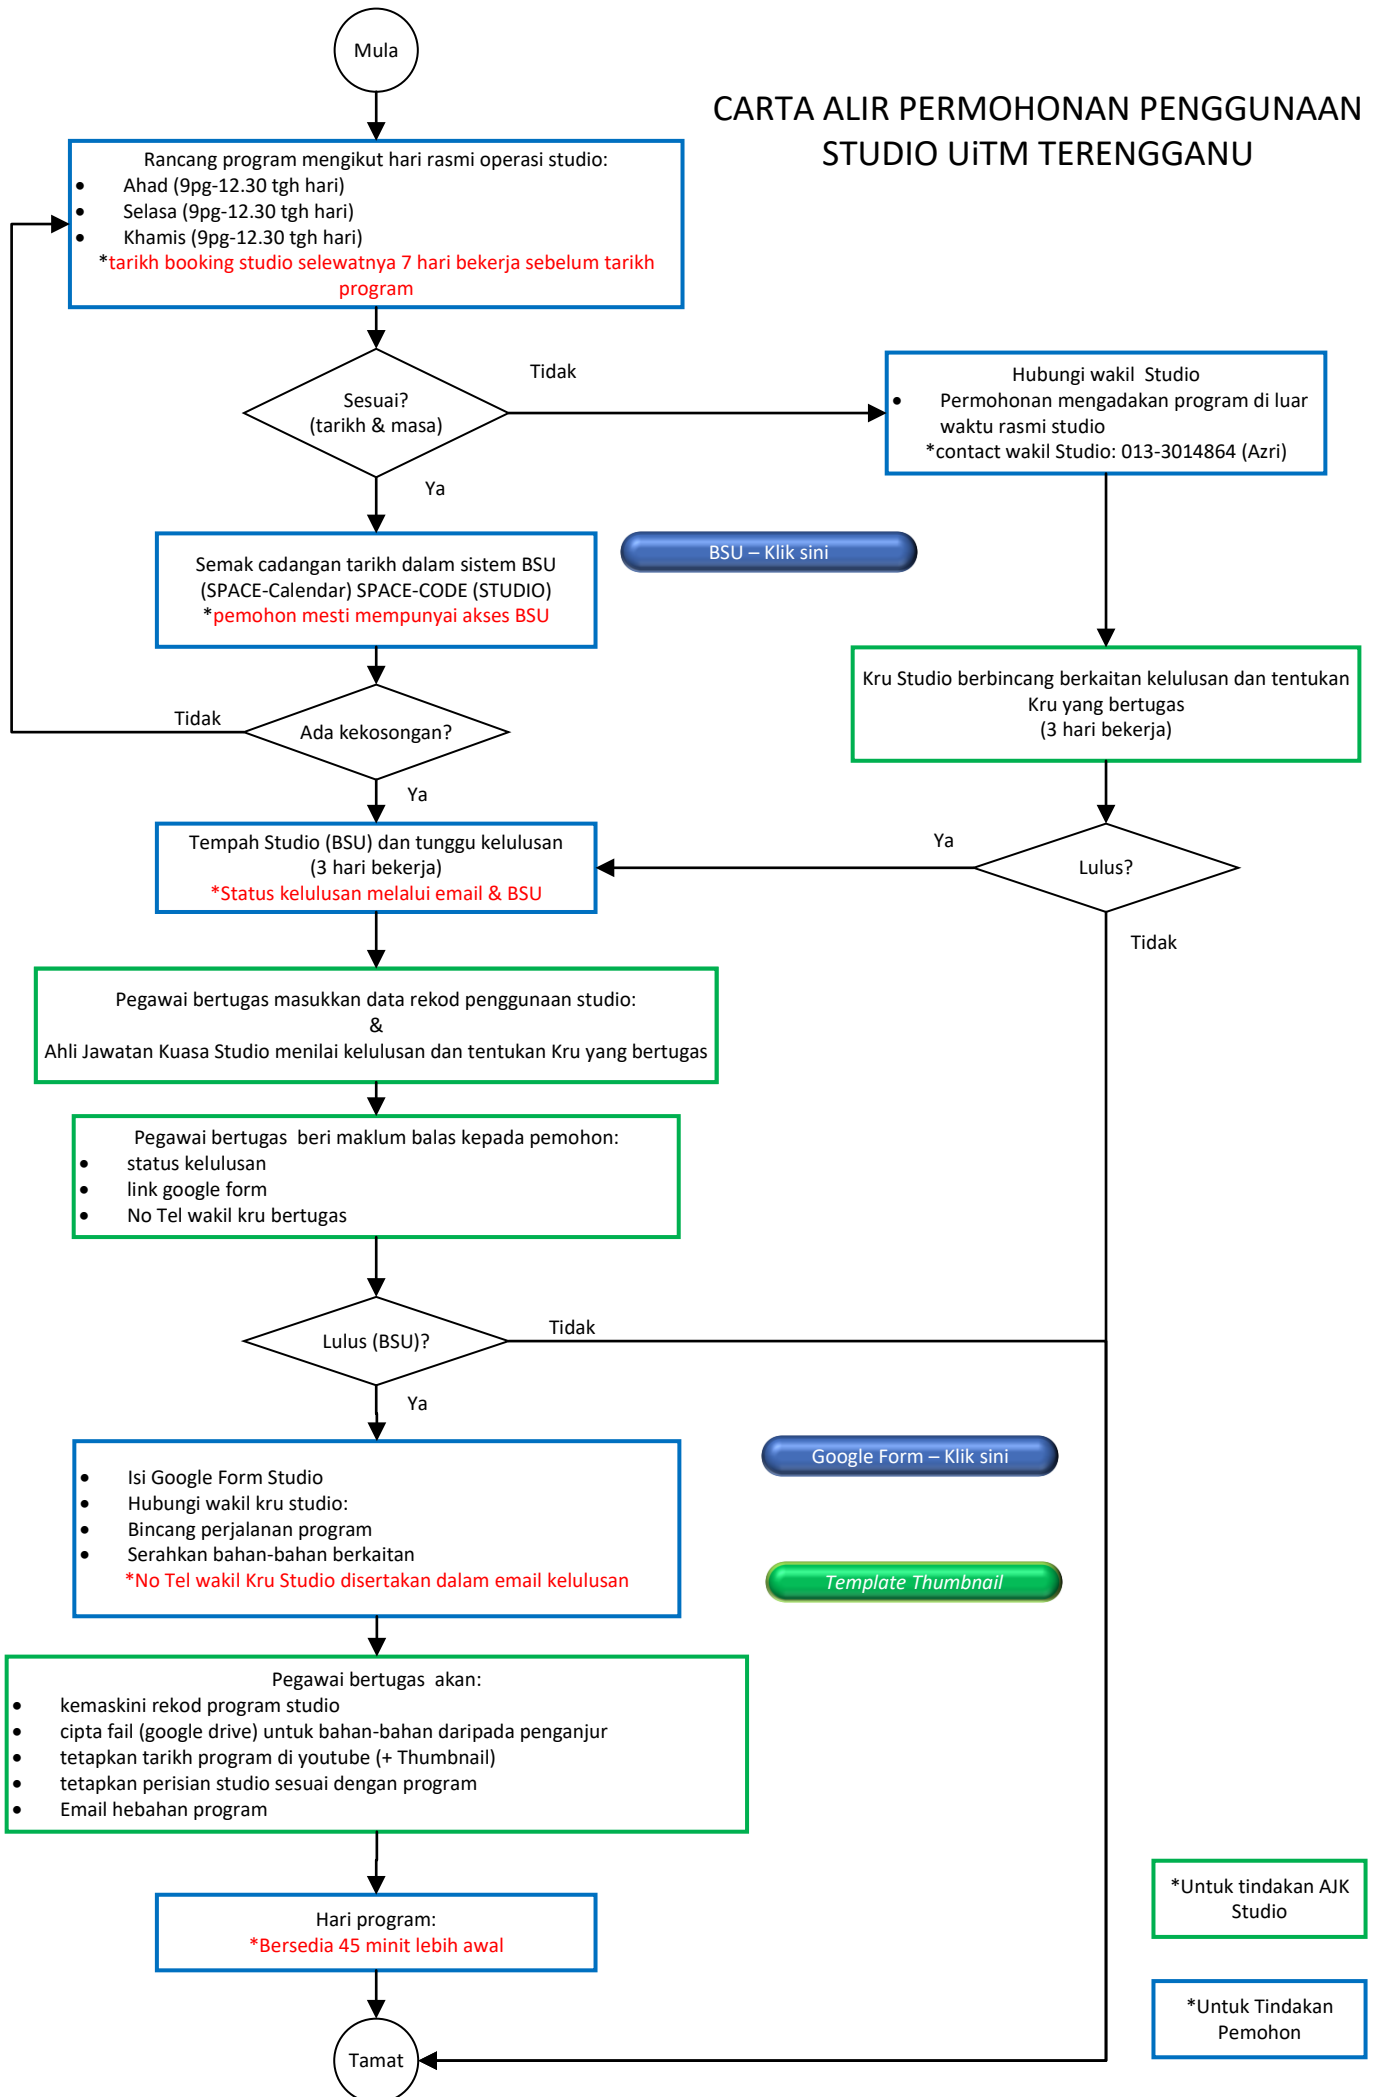 Mula
CARTA ALIR PERMOHONAN PENGGUNAAN
STUDIO UiTM TERENGGANU
Rancang program mengikut hari rasmi operasi studio:
• Ahad (9pg-12.30 tgh hari)
• Selasa (9pg-12.30 tgh hari)
• Khamis (9pg-12.30 tgh hari)
*tarikh booking studio selewatnya 7 hari bekerja sebelum tarikh
program
Sesuai?
(tarikh & masa)
Tidak
Ya
Hubungi wakil Studio
• Permohonan mengadakan program di luar
waktu rasmi studio
*contact wakil Studio: 013-3014864 (Azri)
Semak cadangan tarikh dalam sistem BSU
(SPACE-Calendar) SPACE-CODE (STUDIO)
*pemohon mesti mempunyai akses BSU
BSU – Klik sini
Kru Studio berbincang berkaitan kelulusan dan tentukan
Kru yang bertugas
(3 hari bekerja)
Tidak
Ada kekosongan?
Ya
Tempah Studio (BSU) dan tunggu kelulusan
(3 hari bekerja)
*Status kelulusan melalui email & BSU
Ya
Lulus?
Tidak
Pegawai bertugas masukkan data rekod penggunaan studio:
&
Ahli Jawatan Kuasa Studio menilai kelulusan dan tentukan Kru yang bertugas
Pegawai bertugas beri maklum balas kepada pemohon:
• status kelulusan
• link google form
• No Tel wakil kru bertugas
Lulus (BSU)?
Tidak
Ya
• Isi Google Form Studio
• Hubungi wakil kru studio:
• Bincang perjalanan program
• Serahkan bahan-bahan berkaitan
*No Tel wakil Kru Studio disertakan dalam email kelulusan
Google Form – Klik sini
Template Thumbnail
Pegawai bertugas akan:
• kemaskini rekod program studio
• cipta fail (google drive) untuk bahan-bahan daripada penganjur
• tetapkan tarikh program di youtube (+ Thumbnail)
• tetapkan perisian studio sesuai dengan program
• Email hebahan program
Hari program:
*Bersedia 45 minit lebih awal
Tamat
*Untuk tindakan AJK
Studio
*Untuk Tindakan
Pemohon